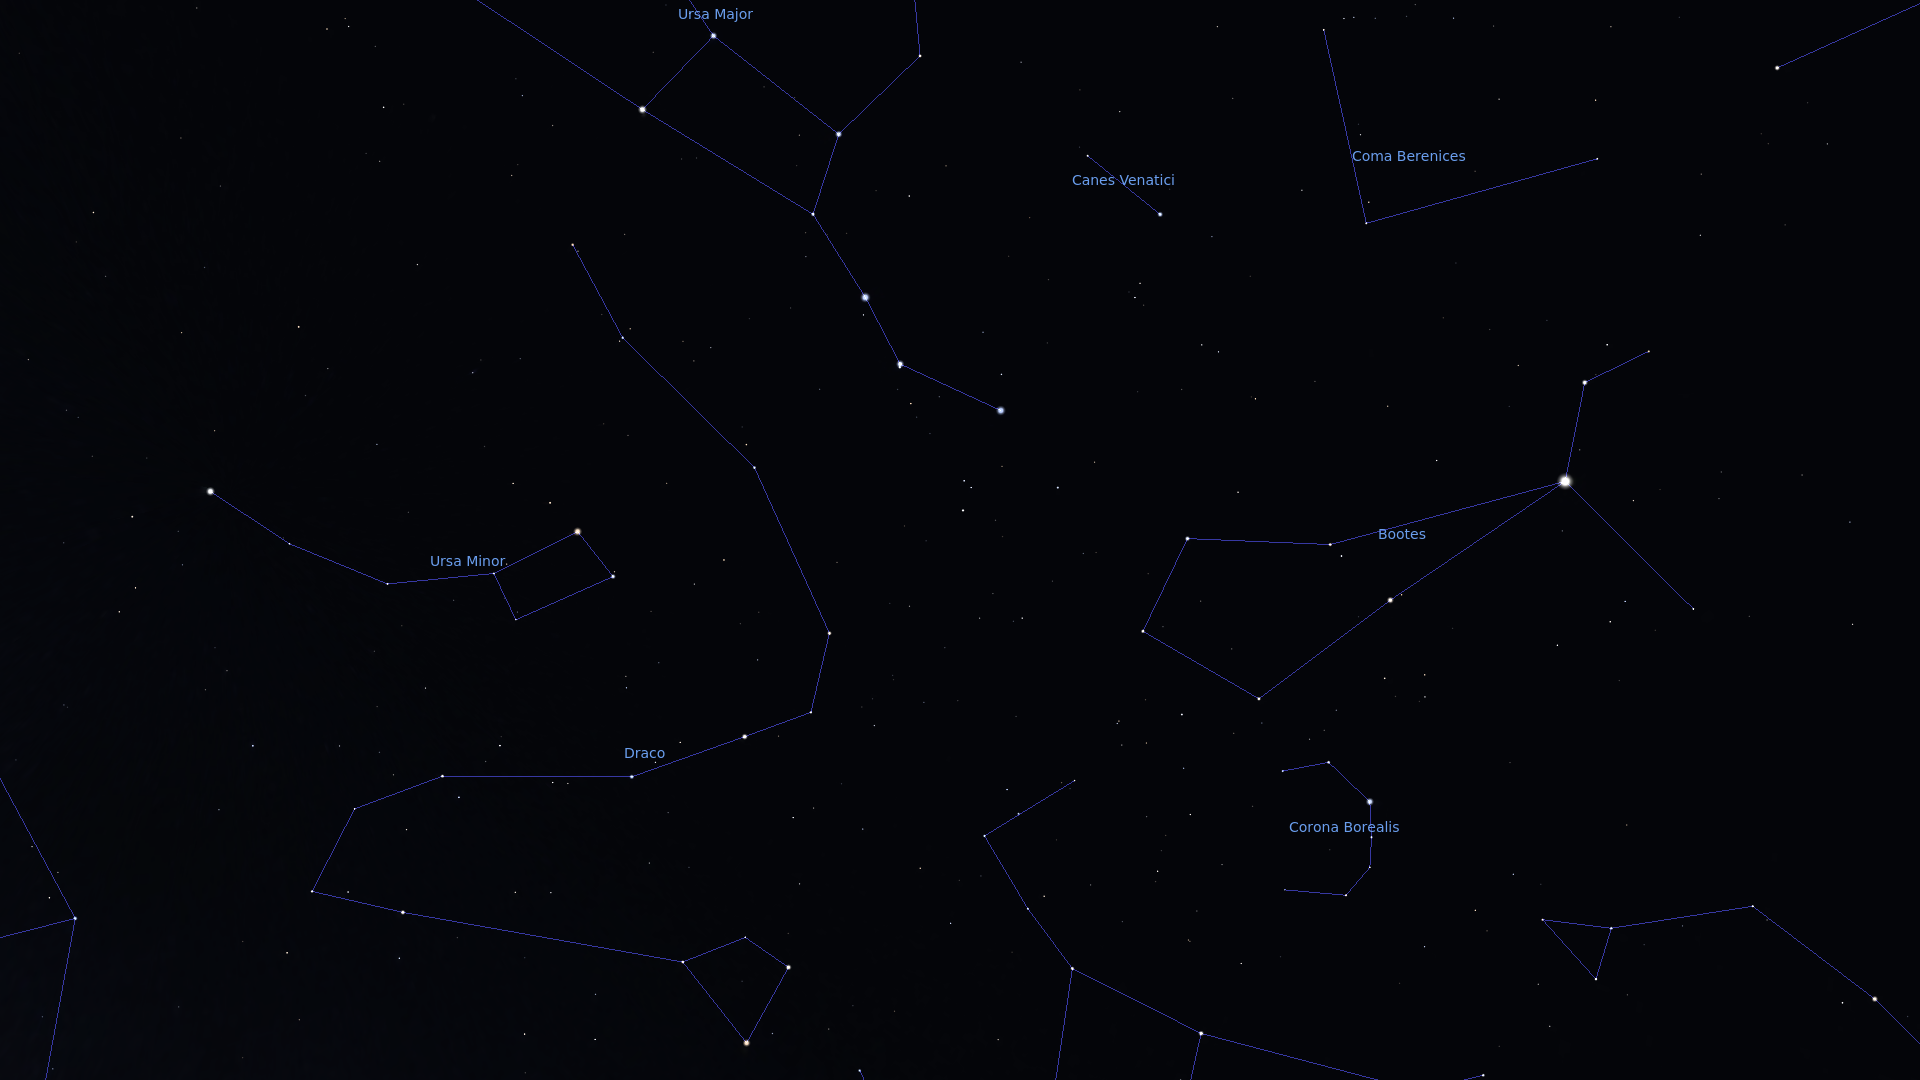 Ursa Major
Coma Berenices
Canes Venatici
Bootes
Ursa Minor
Draco
Corona Borealis